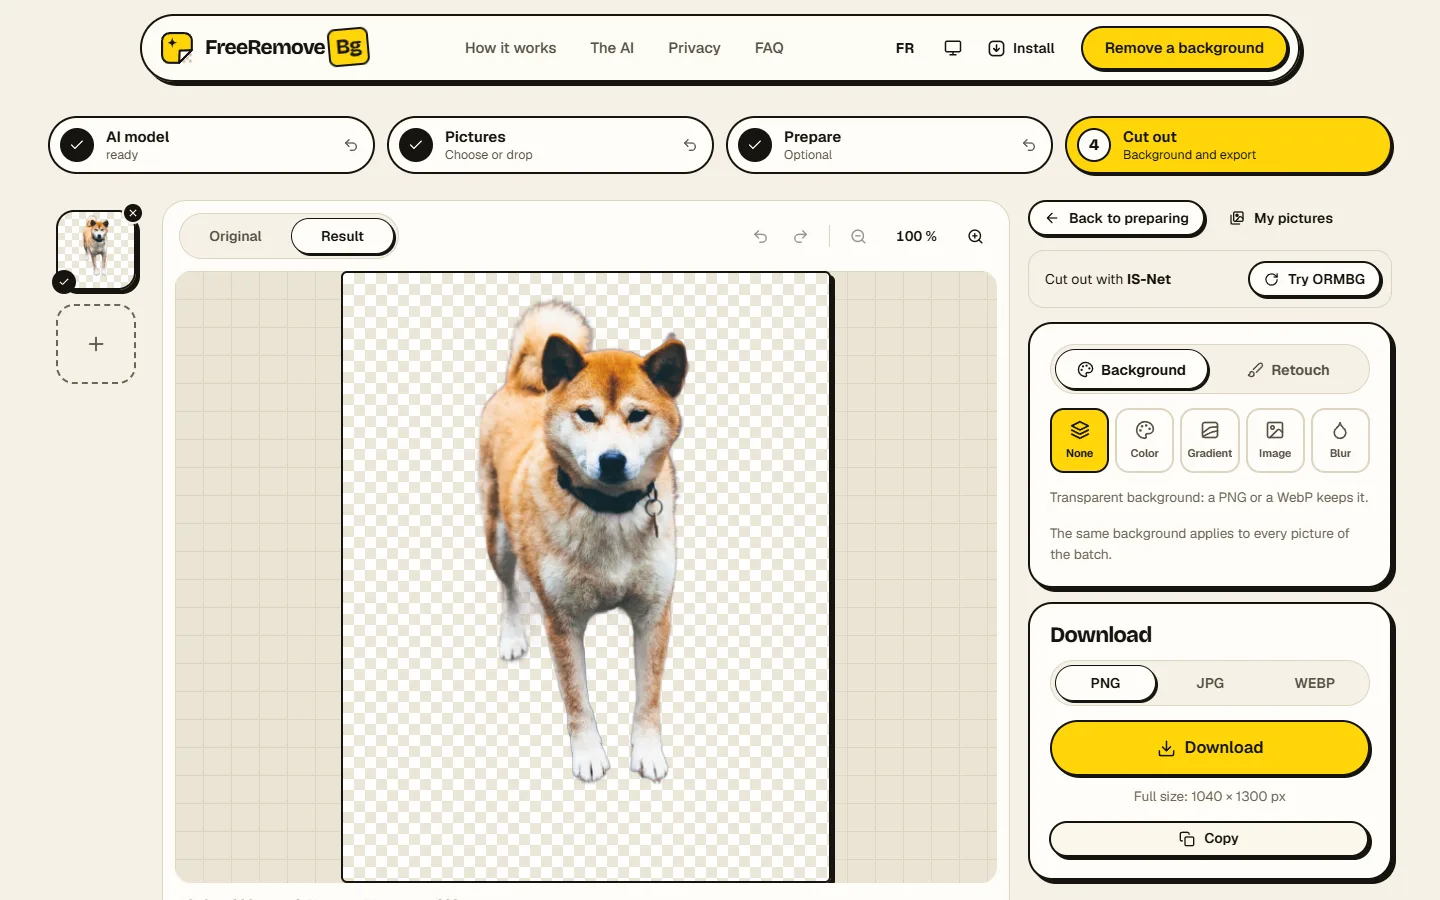 FreeRemove Bg
How it works
The AI
Privacy
FAQ
FR
Install
Remove a background
AI model
ready
Pictures
Choose or drop
Prepare
Optional
4
Cut out
Background and export
Original
Result
100 %
Back to preparing
My pictures
Cut out with IS-Net
Try ORMBG
Background
Retouch
None
Color
Gradient
Image
Blur
Transparent background: a PNG or a WebP keeps it.
The same background applies to every picture of
the batch.
Download
PNG
JPG
WEBP
Download
Full size: 1040 × 1300 px
Copy